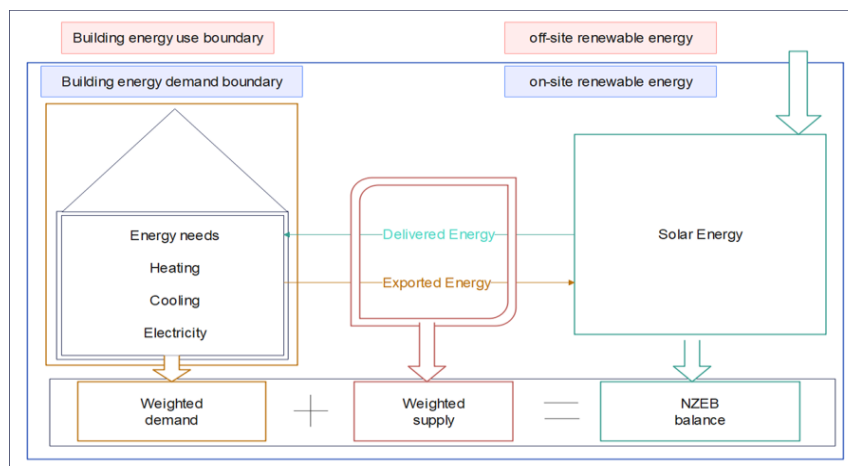 Building energy use boundary
off-site renewable energy
Building energy demand boundary
on-site renewable energy
Energy needs
Heating
Cooling
Electricity
Delivered Energy
Exported Energy
Solar Energy
Weighted
demand
+
Weighted
supply
=
NZEB
balance